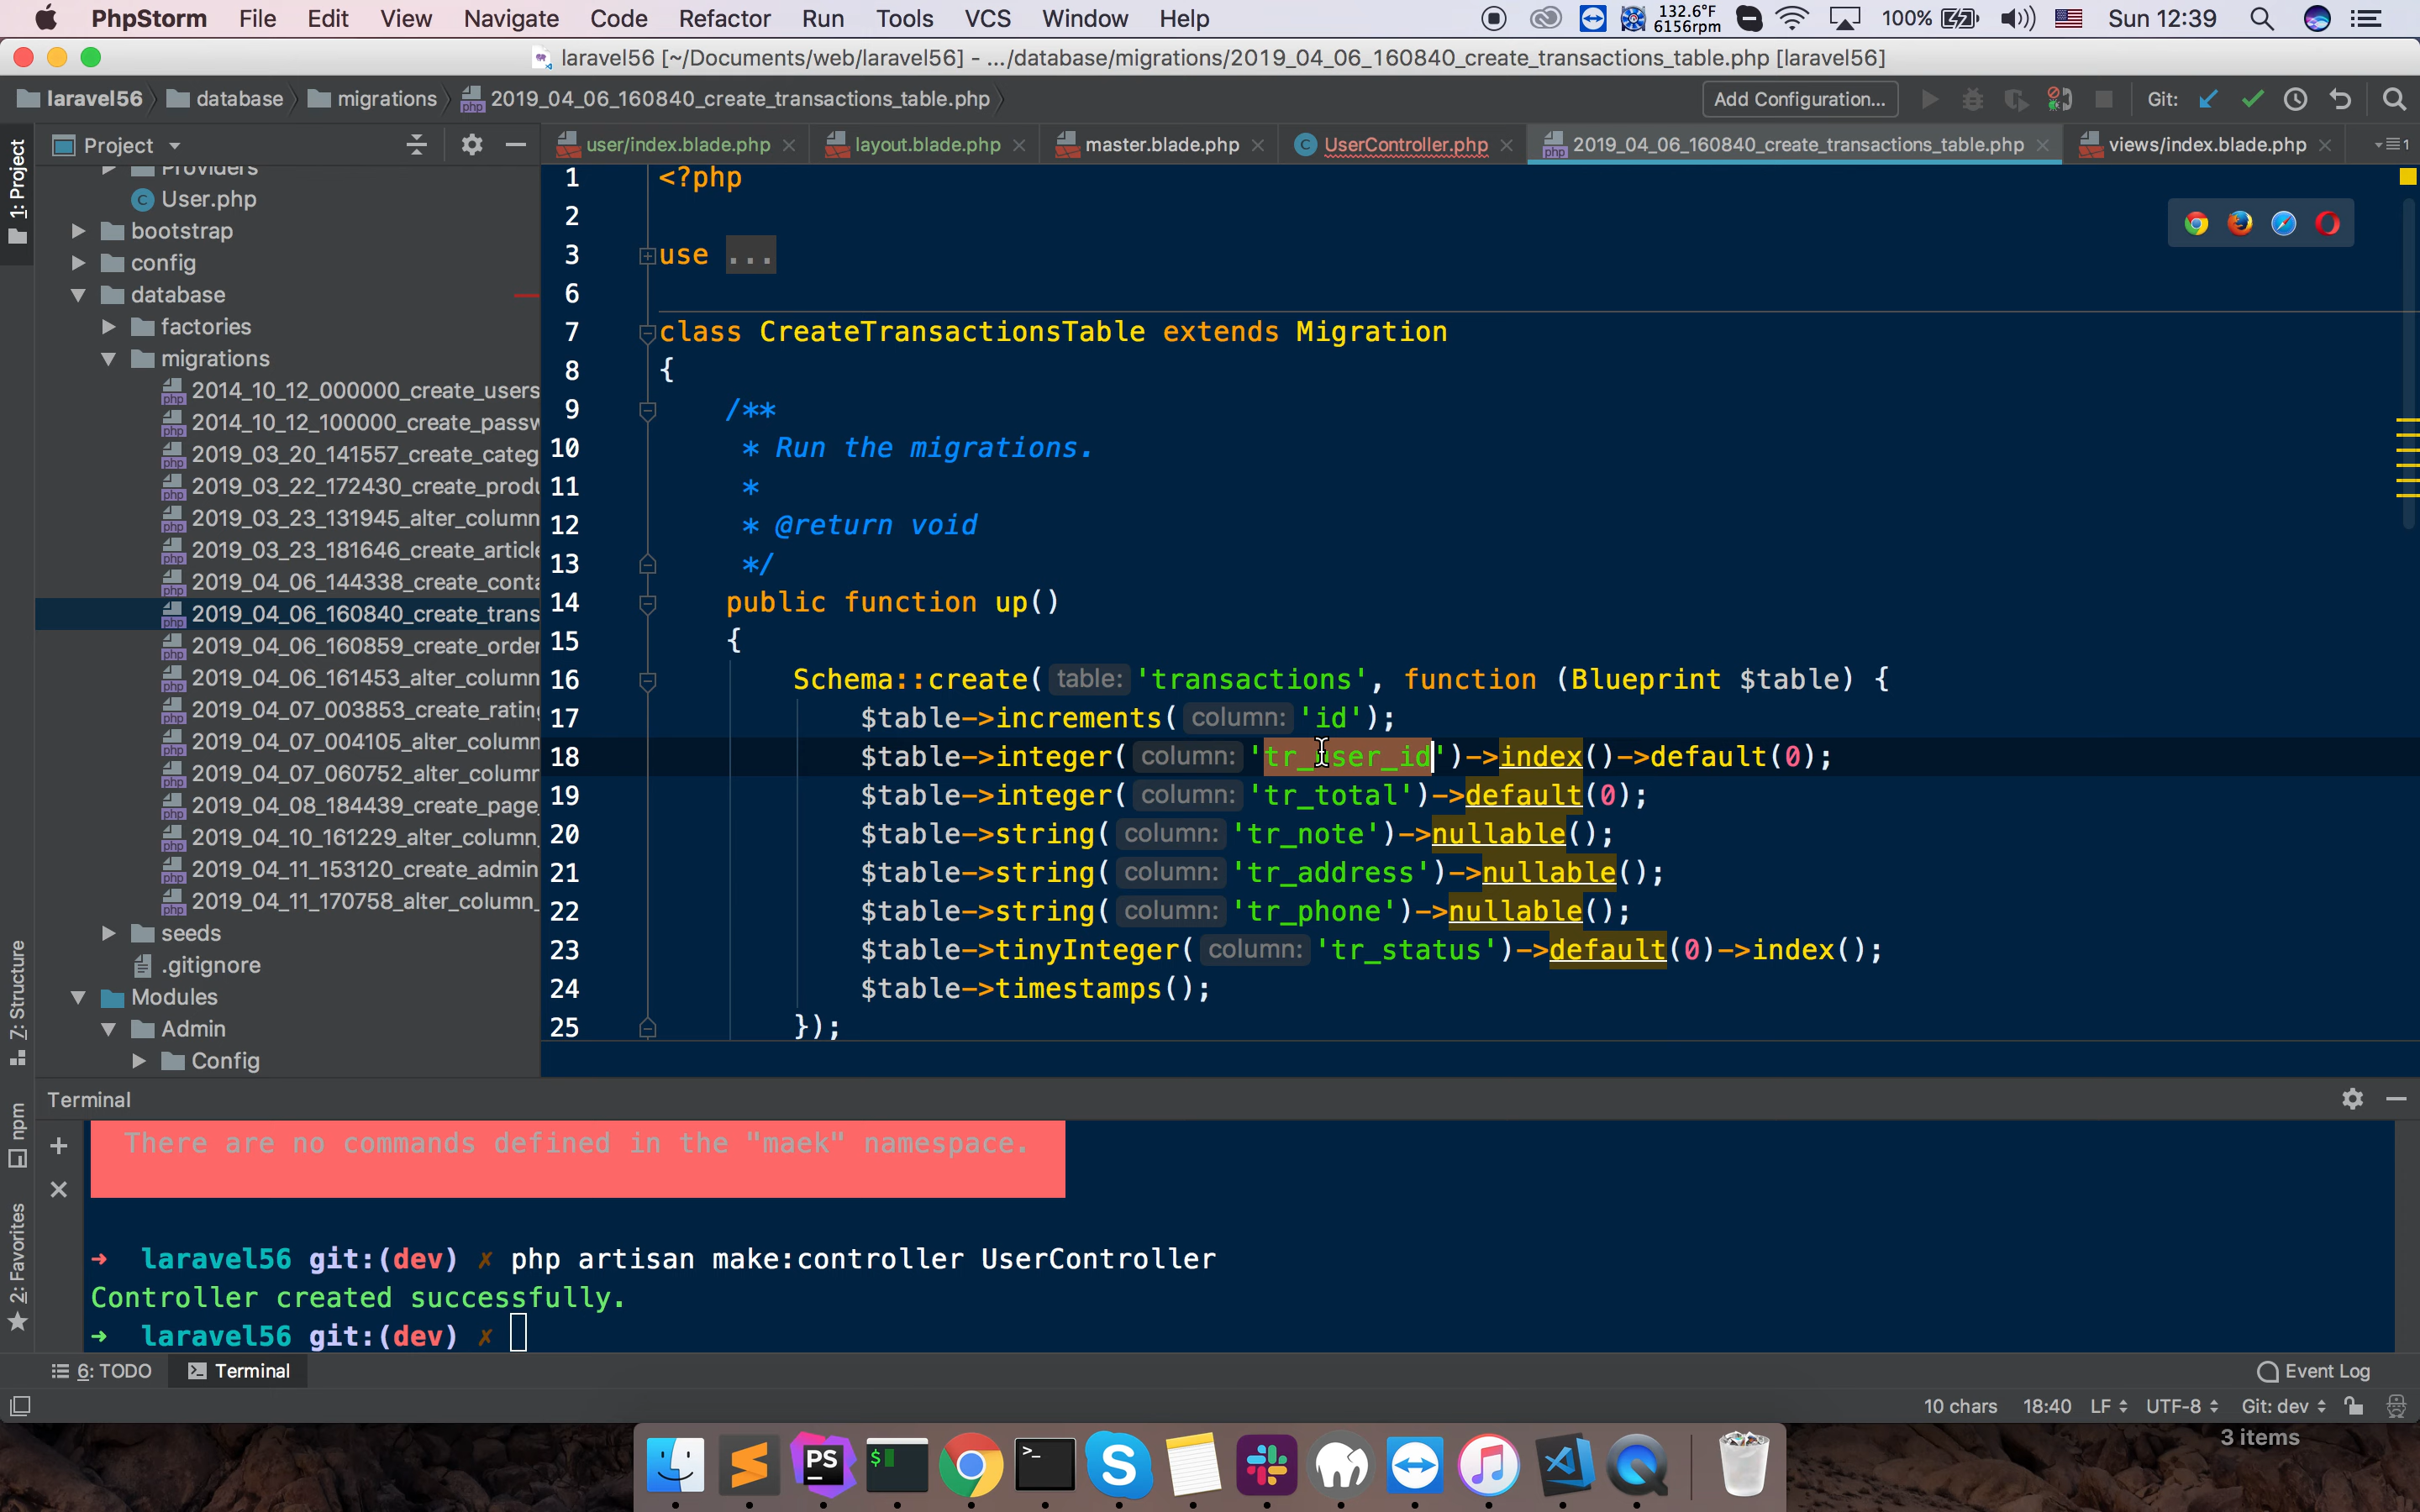 PhpStorm File Edit View Navigate Code Refactor Run Tools VCS Window Help 132.6°F 6156rpm 100% Sun 12:39
laravel56 [~/Documents/web/laravel56] - .../database/migrations/2019_04_06_160840_create_transactions_table.php [laravel56]
laravel56 database migrations 2019_04_06_160840_create_transactions_table.php Add Configuration... Git:
1: Project
Project
user/index.blade.php layout.blade.php master.blade.php UserController.php 2019_04_06_160840_create_transactions_table.php views/index.blade.php 1
Providers
User.php
bootstrap
config
database
factories
migrations
2014_10_12_000000_create_users
2014_10_12_100000_create_passw
2019_03_20_141557_create_categ
2019_03_22_172430_create_produ
2019_03_23_131945_alter_column
2019_03_23_181646_create_article
2019_04_06_144338_create_conta
2019_04_06_160840_create_trans
2019_04_06_160859_create_order
2019_04_06_161453_alter_column
2019_04_07_003853_create_rating
2019_04_07_004105_alter_column
2019_04_07_060752_alter_column
2019_04_08_184439_create_page_
2019_04_10_161229_alter_column_
2019_04_11_153120_create_admin
2019_04_11_170758_alter_column_
seeds
.gitignore
Modules
Admin
Config
1 <?php
2
3 use ...
6
7 class CreateTransactionsTable extends Migration
8 {
9 /**
10 * Run the migrations.
11 *
12 * @return void
13 */
14 public function up()
15 {
16 Schema::create( table: 'transactions', function (Blueprint $table) {
17 $table->increments( column: 'id');
18 $table->integer( column: 'tr_user_id')->index()->default(0);
19 $table->integer( column: 'tr_total')->default(0);
20 $table->string( column: 'tr_note')->nullable();
21 $table->string( column: 'tr_address')->nullable();
22 $table->string( column: 'tr_phone')->nullable();
23 $table->tinyInteger( column: 'tr_status')->default(0)->index();
24 $table->timestamps();
25 });
7: Structure
npm
2: Favorites
Terminal
There are no commands defined in the "maek" namespace.
➜ laravel56 git:(dev) ✗ php artisan make:controller UserController
Controller created successfully.
➜ laravel56 git:(dev) ✗
6: TODO Terminal Event Log
10 chars 18:40 LF UTF-8 Git: dev
3 items